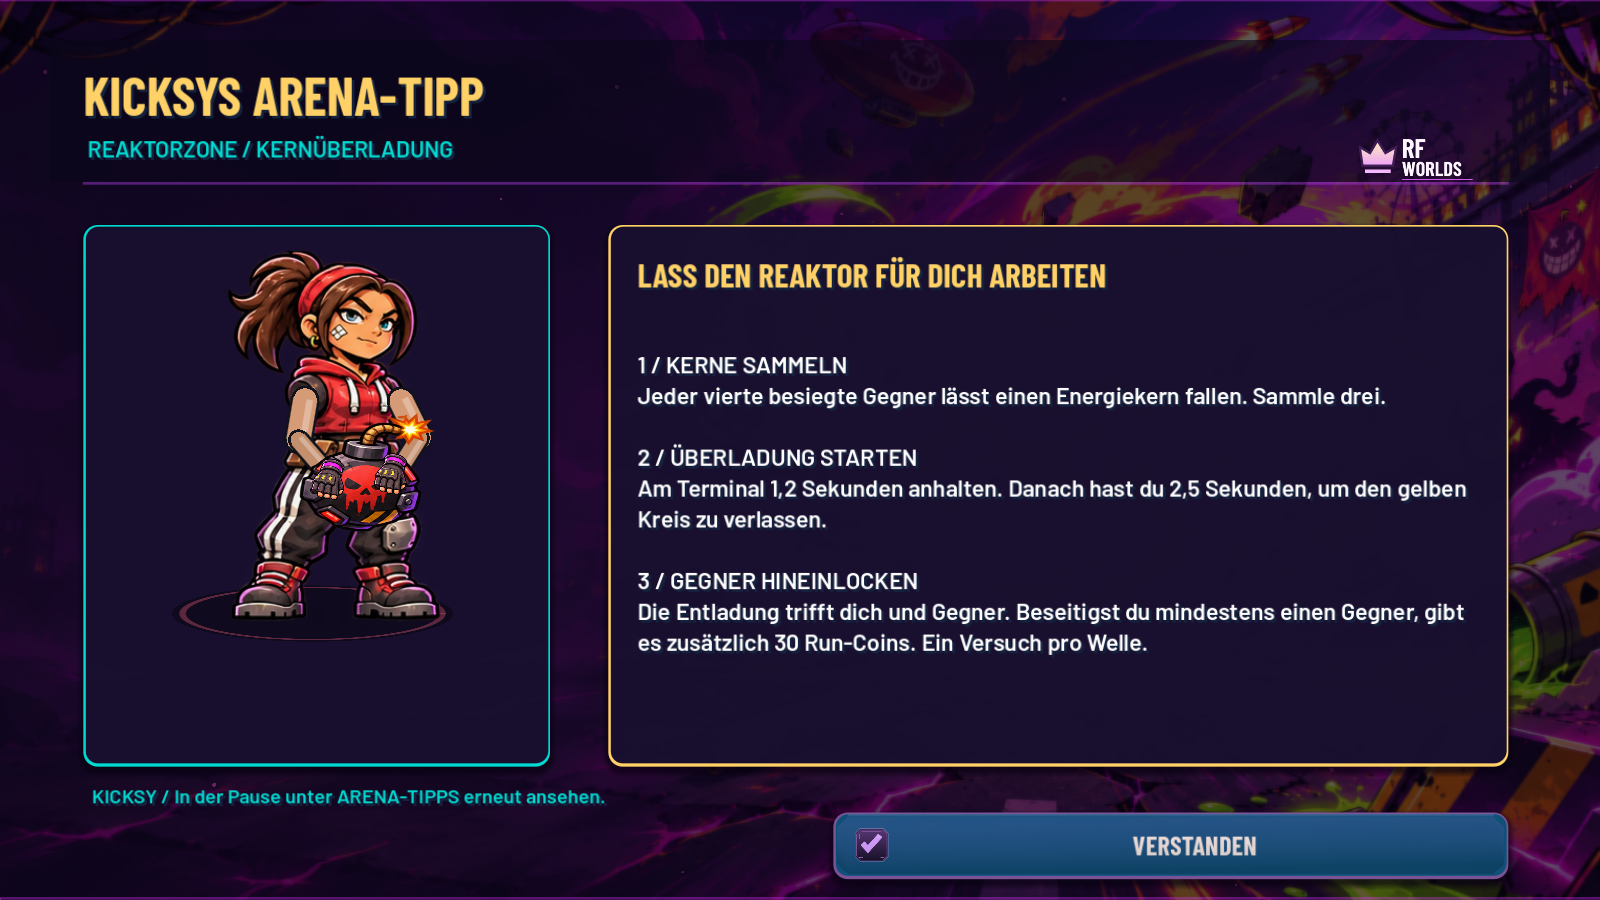 KICKSYS ARENA-TIPP
REAKTORZONE / KERNÜBERLADUNG
RF
WORLDS
LASS DEN REAKTOR FÜR DICH ARBEITEN
1 / KERNE SAMMELN
Jeder vierte besiegte Gegner lässt einen Energiekern fallen. Sammle drei.
2 / ÜBERLADUNG STARTEN
Am Terminal 1,2 Sekunden anhalten. Danach hast du 2,5 Sekunden, um den gelben
Kreis zu verlassen.
3 / GEGNER HINEINLOCKEN
Die Entladung trifft dich und Gegner. Beseitigst du mindestens einen Gegner, gibt
es zusätzlich 30 Run-Coins. Ein Versuch pro Welle.
KICKSY / In der Pause unter ARENA-TIPPS erneut ansehen.
VERSTANDEN